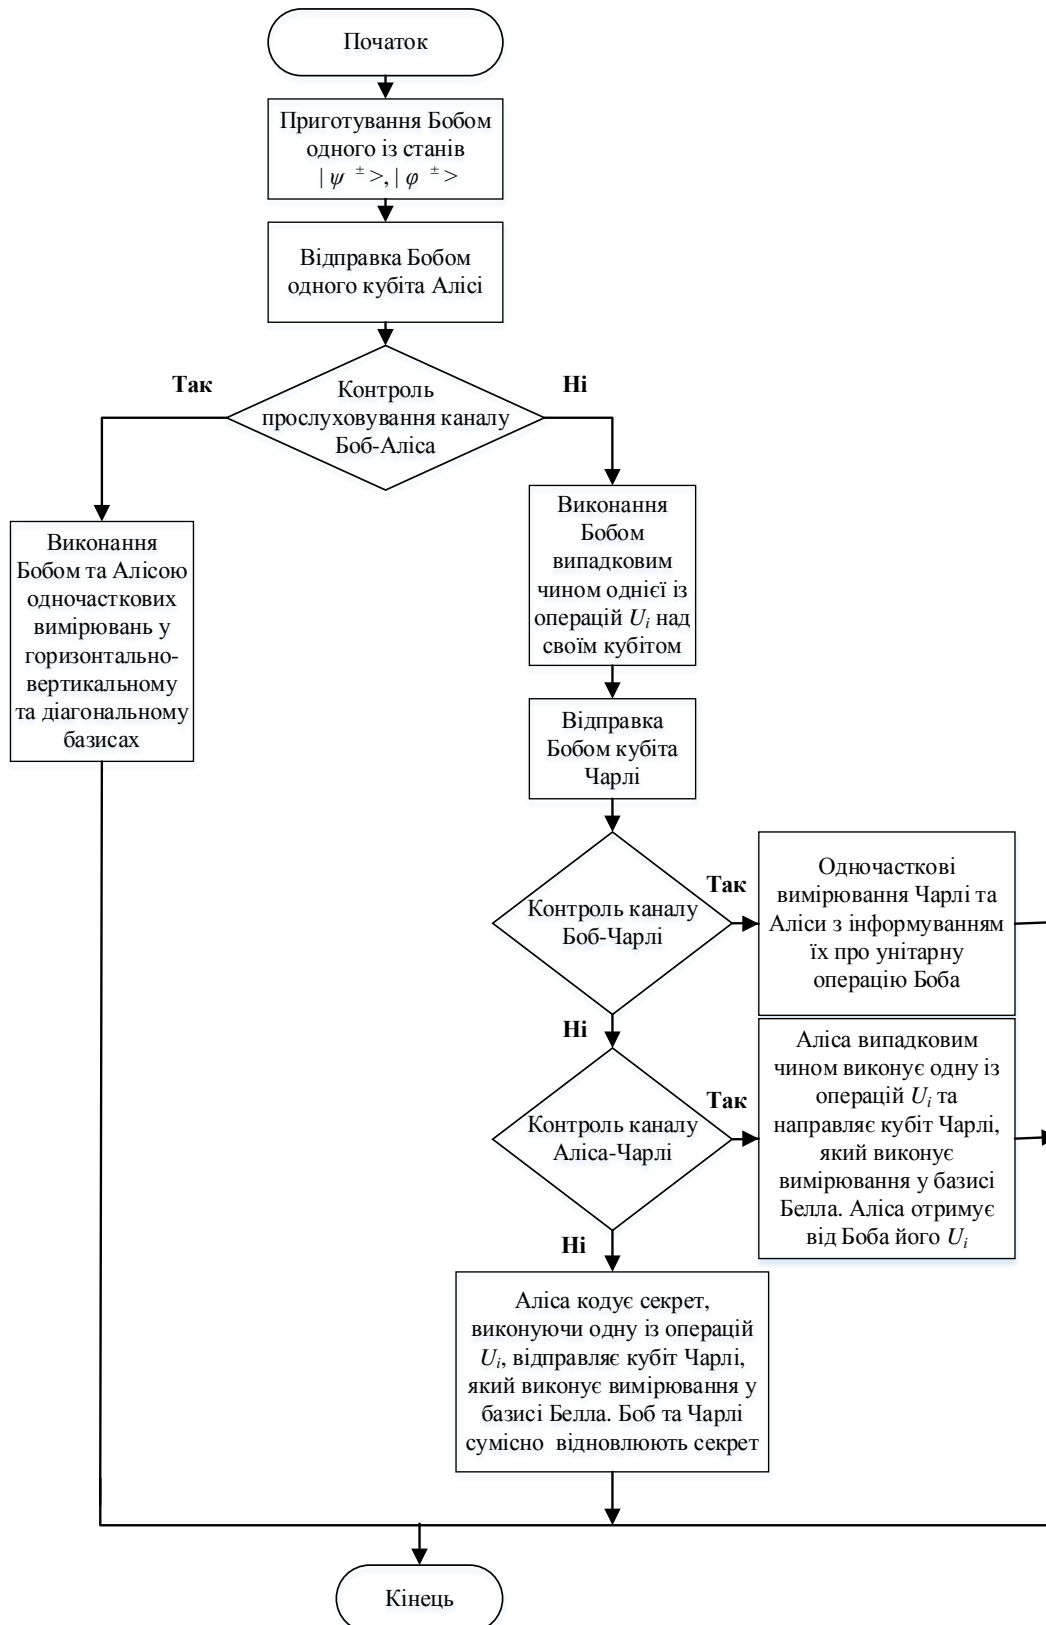 Початок
Приготування Бобом
одного із станів
| ψ ± >, | φ ± >
Відправка Бобом
одного кубіта Алісі
Контроль
прослуховування каналу
Боб-Аліса
Так
Ні
Виконання
Бобом та Алісою
одночасткових
вимірювань у
горизонтально-
вертикальному
та діагональному
базисах
Виконання
Бобом
випадковим
чином однієї із
операцій Ui над
своїм кубітом
Відправка
Бобом кубіта
Чарлі
Контроль каналу
Боб-Чарлі
Так
Одночасткові
вимірювання Чарлі та
Аліси з інформуванням
їх про унітарну
операцію Боба
Ні
Контроль каналу
Аліса-Чарлі
Так
Аліса випадковим
чином виконує одну із
операцій Ui та
направляє кубіт Чарлі,
який виконує
вимірювання у базисі
Белла. Аліса отримує
від Боба його Ui
Ні
Аліса кодує секрет,
виконуючи одну із операцій
Ui, відправляє кубіт Чарлі,
який виконує вимірювання у
базисі Белла. Боб та Чарлі
сумісно відновлюють секрет
Кінець